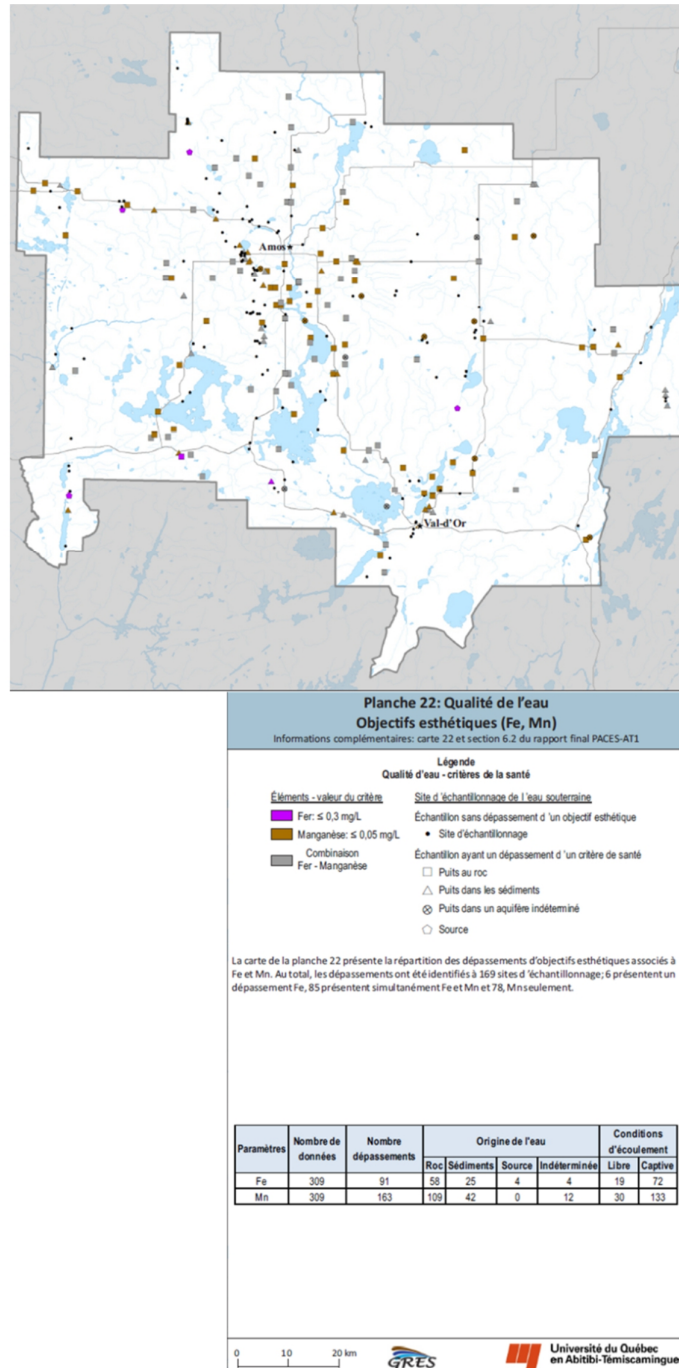 Amos
Val-d'Or
Planche 22: Qualité de l'eau
Objectifs esthétiques (Fe, Mn)
Informations complémentaires: carte 22 et section 6.2 du rapport final PACES-AT1
Légende
Qualité d'eau - critères de la santé
Éléments - valeur du critère
Fer: ≤ 0,3 mg/L
Manganèse: ≤ 0,05 mg/L
Combinaison
Fer - Manganèse
Site d'échantillonnage de l'eau souterraine
Échantillon sans dépassement d'un objectif esthétique
Site d'échantillonnage
Échantillon ayant un dépassement d'un critère de santé
Puits au roc
Puits dans les sédiments
Puits dans un aquifère indéterminé
Source
La carte de la planche 22 présente la répartition des dépassements d'objectifs esthétiques associés à
Fe et Mn. Au total, les dépassements ont été identifiés à 169 sites d'échantillonnage; 6 présentent un
dépassement Fe, 85 présentent simultanément Fe et Mn et 78, Mn seulement.
Paramètres Nombre de données Nombre dépassements Origine de l'eau Conditions d'écoulement
Roc Sédiments Source Indéterminée Libre Captive
Fe 309 91 58 25 4 4 19 72
Mn 309 163 109 42 0 12 30 133
0 10 20 km
GRES
Université du Québec
en Abitibi-Témiscamingue